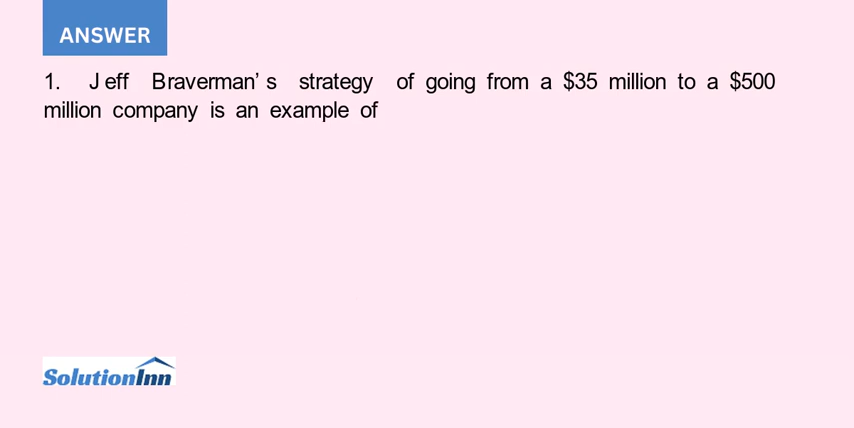 ANSWER
1. Jeff Braverman's strategy of going from a $35 million to a $500
million company is an example of
SolutionInn